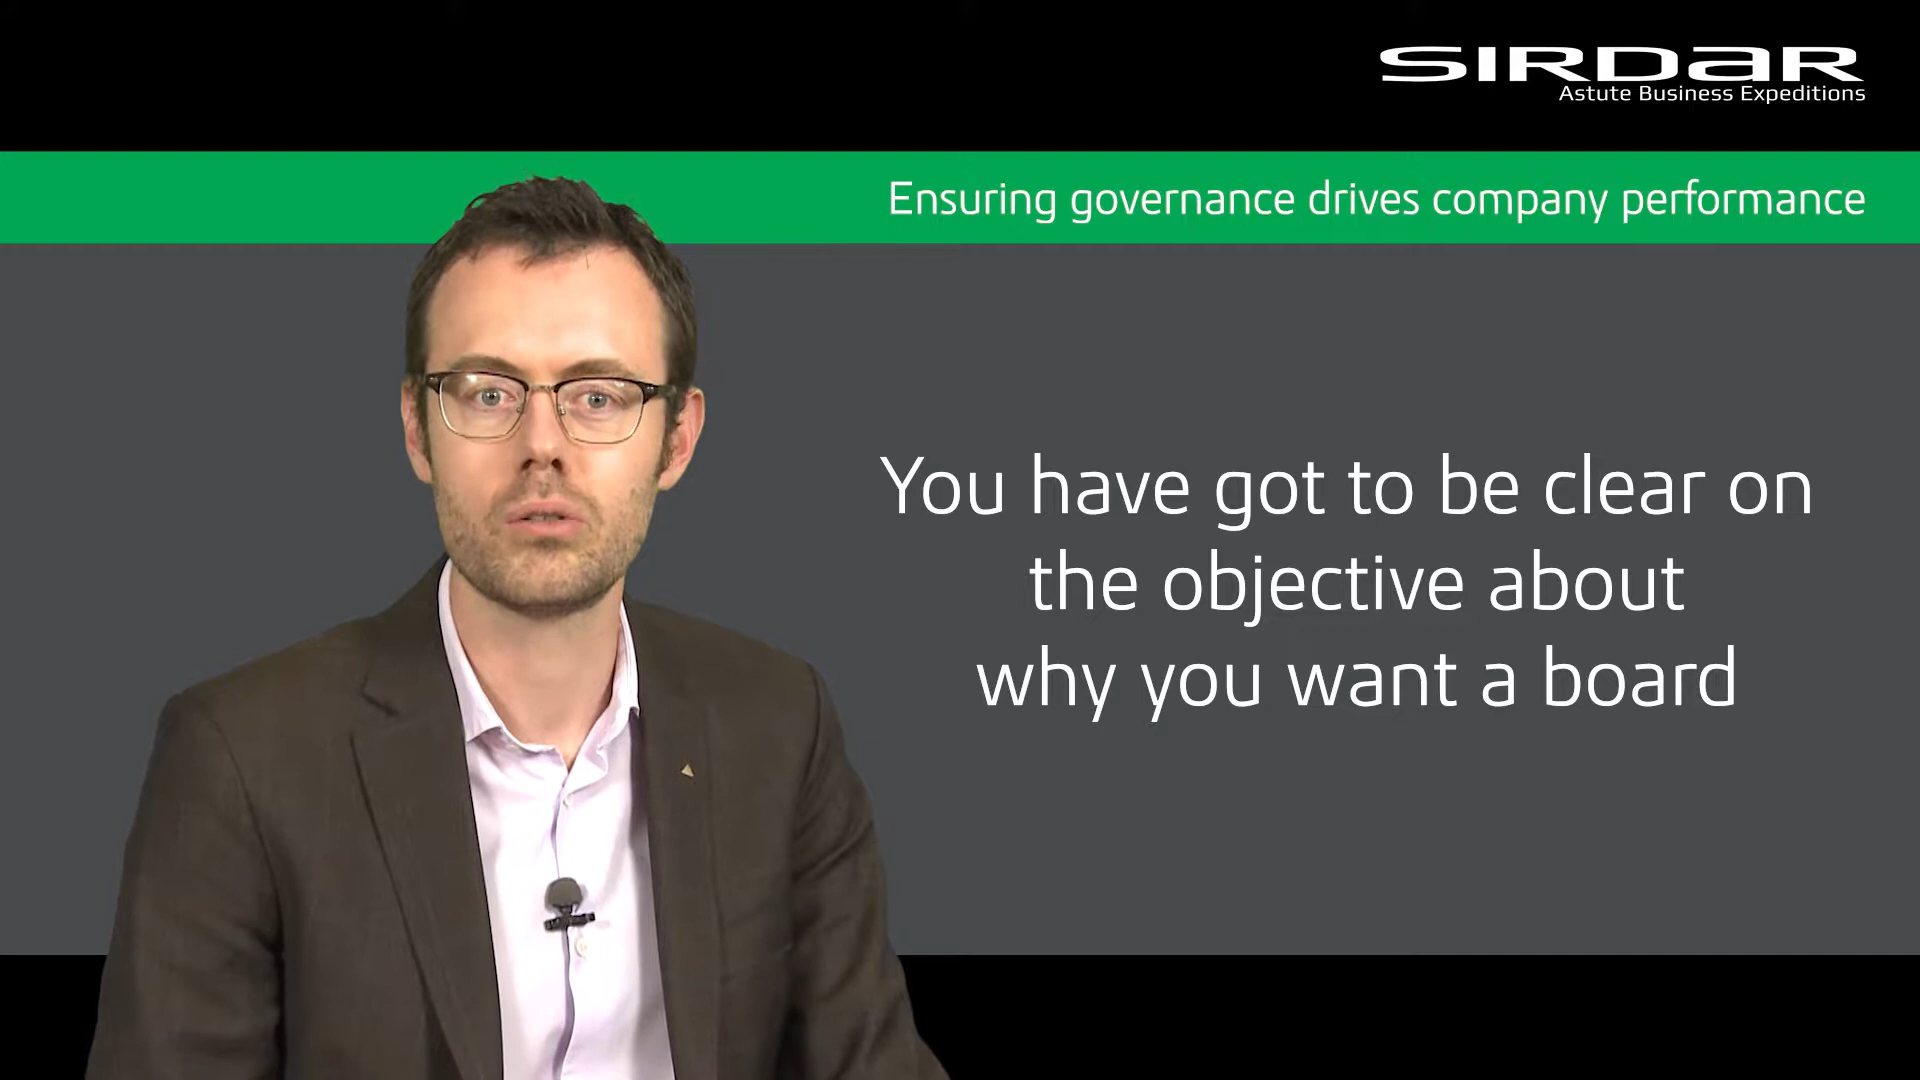 SIRDAR
Astute Business Expeditions
Ensuring governance drives company performance
You have got to be clear on
the objective about
why you want a board